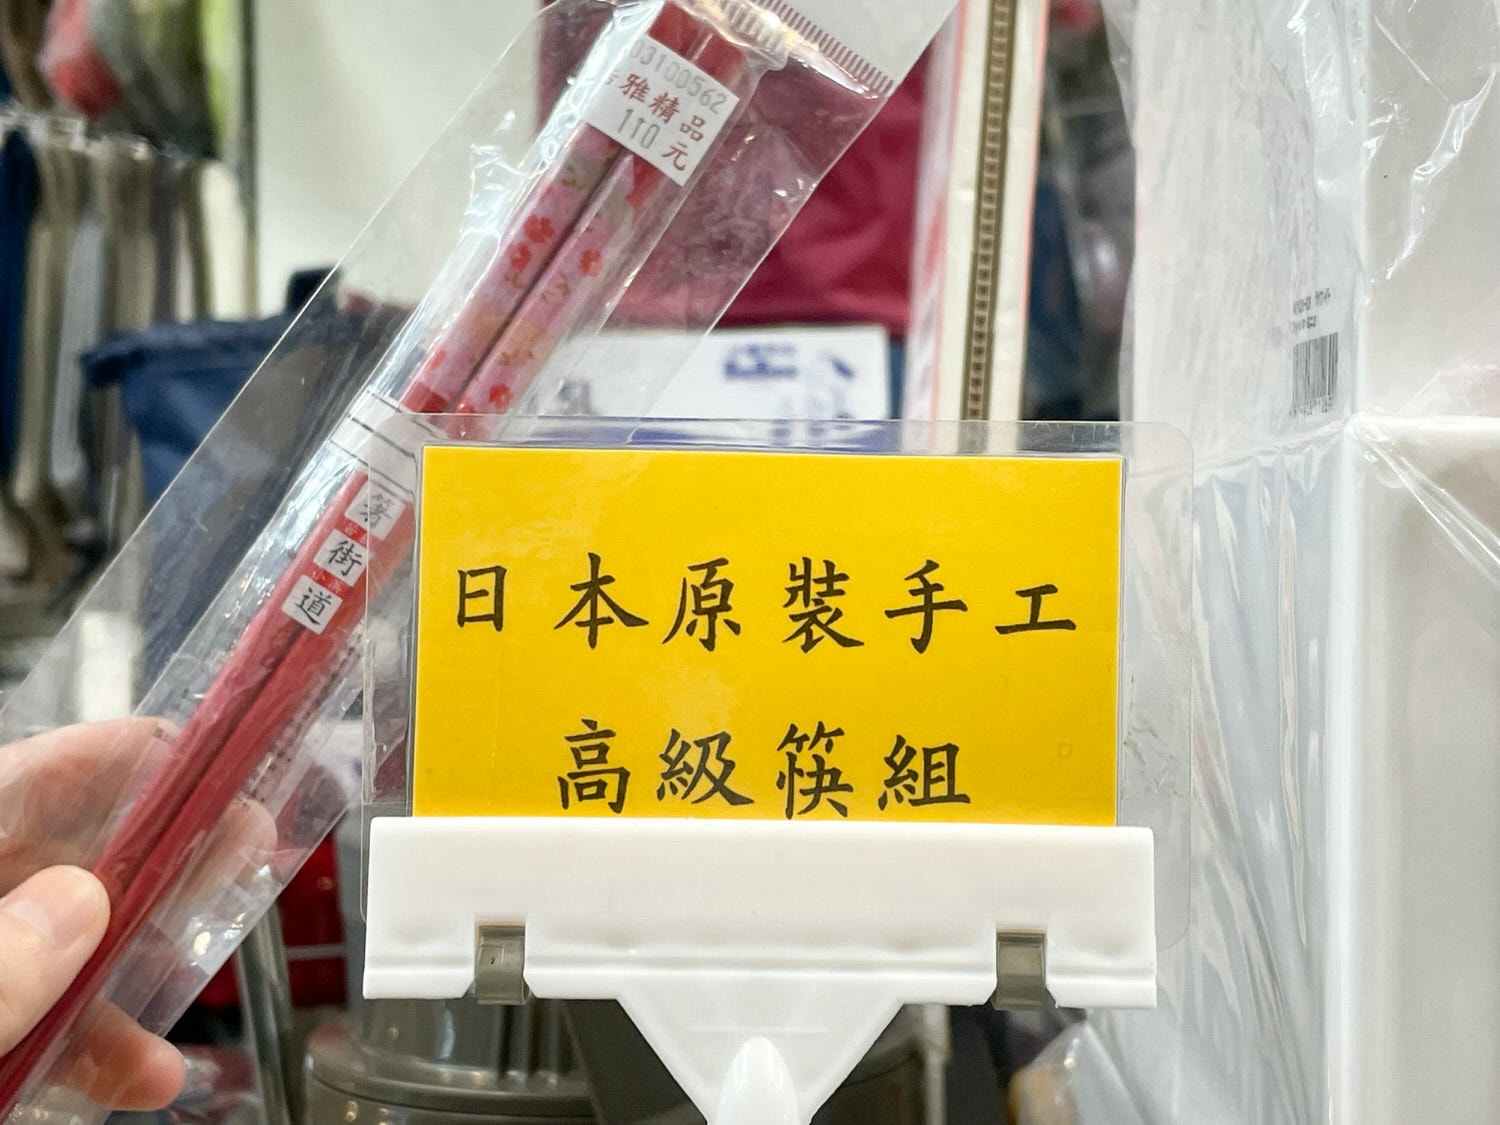 03100562
雅精品
110元
箸
街
道
日本原裝手工
高級筷組